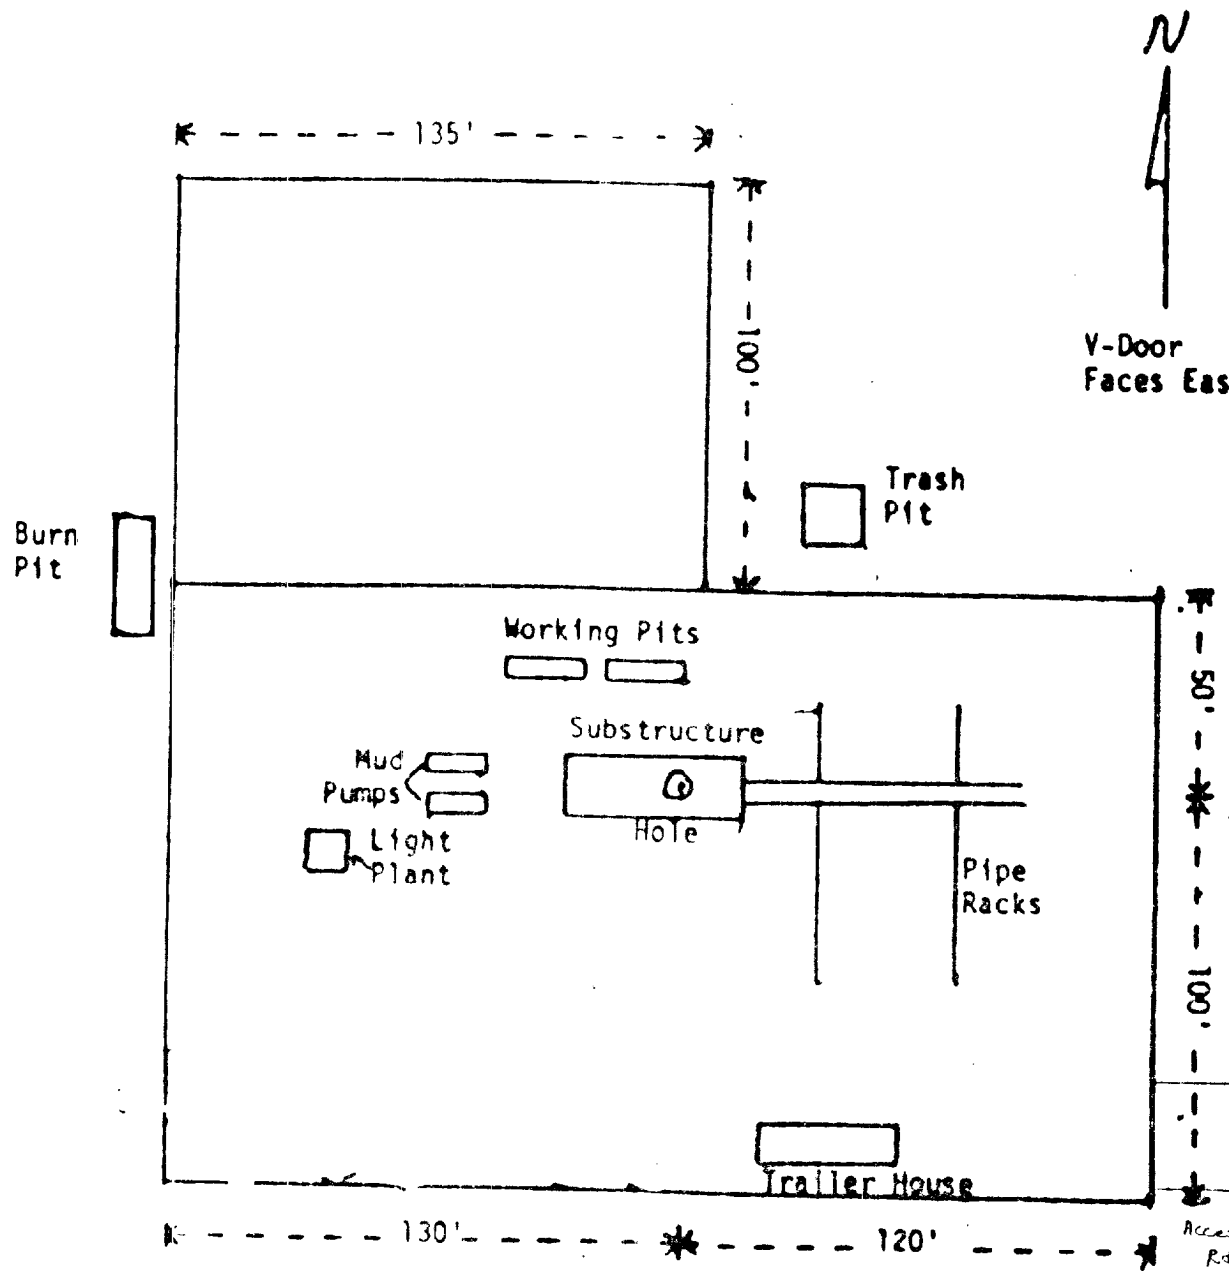 N
135'
100'
V-Door
Faces Eas
Trash
Pit
Burn
Pit
Working Pits
50'
Substructure
Mud
Pumps
Hole
Light
Plant
Pipe
Racks
100'
Trailer House
130'
120'